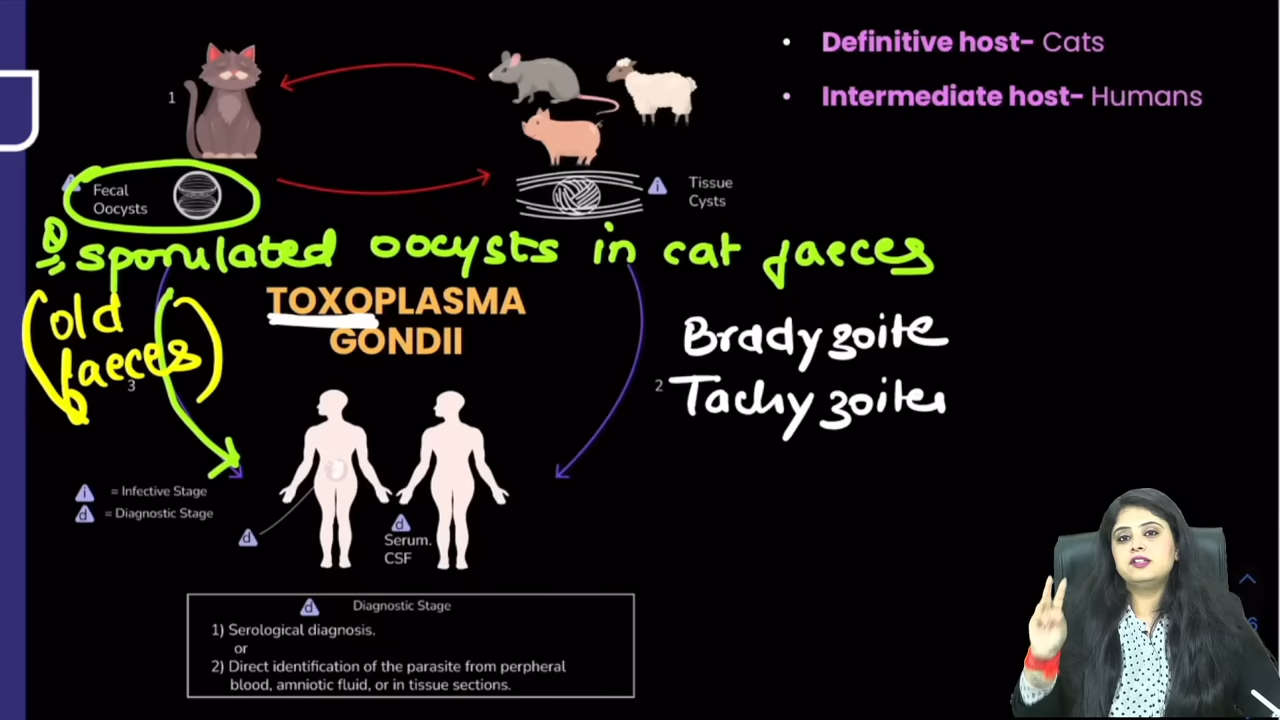 Definitive host- Cats
Intermediate host- Humans
1
Fecal
Oocysts
i
Tissue
Cysts
① sporulated oocysts in cat faeces
(old
faeces)
TOXOPLASMA
GONDII
Bradyzoite
Tachyzoites
3
2
i = Infective Stage
d = Diagnostic Stage
d
d
Serum.
CSF
d Diagnostic Stage
1) Serological diagnosis.
or
2) Direct identification of the parasite from perpheral
blood, amniotic fluid, or in tissue sections.